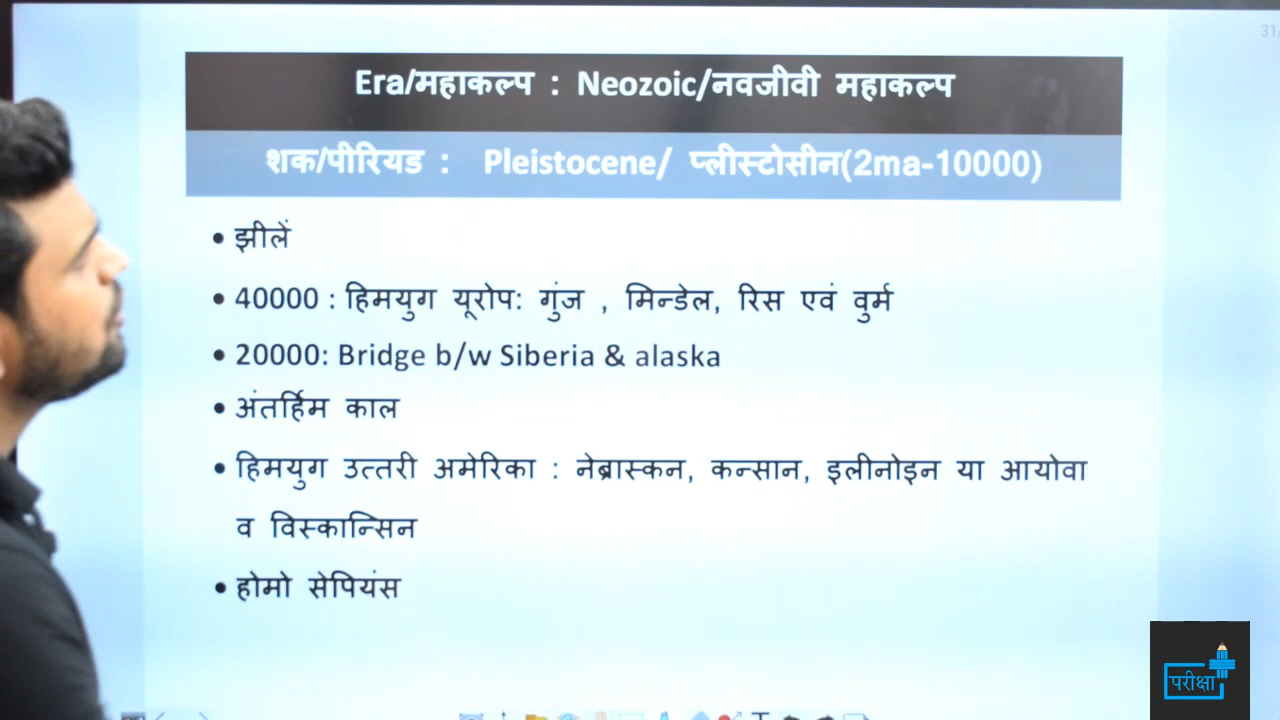 Era/महाकल्प : Neozoic/नवजीवी महाकल्प
शक/पीरियड : Pleistocene/ प्लीस्टोसीन(2ma-10000)
• झीलें
• 40000 : हिमयुग यूरोप: गुंज , मिन्डेल, रिस एवं वुर्म
• 20000: Bridge b/w Siberia & alaska
• अंतर्हिम काल
• हिमयुग उत्तरी अमेरिका : नेब्रास्कन, कन्सान, इलीनोइन या आयोवा
व विस्कान्सिन
• होमो सेपियंस
परीक्षा